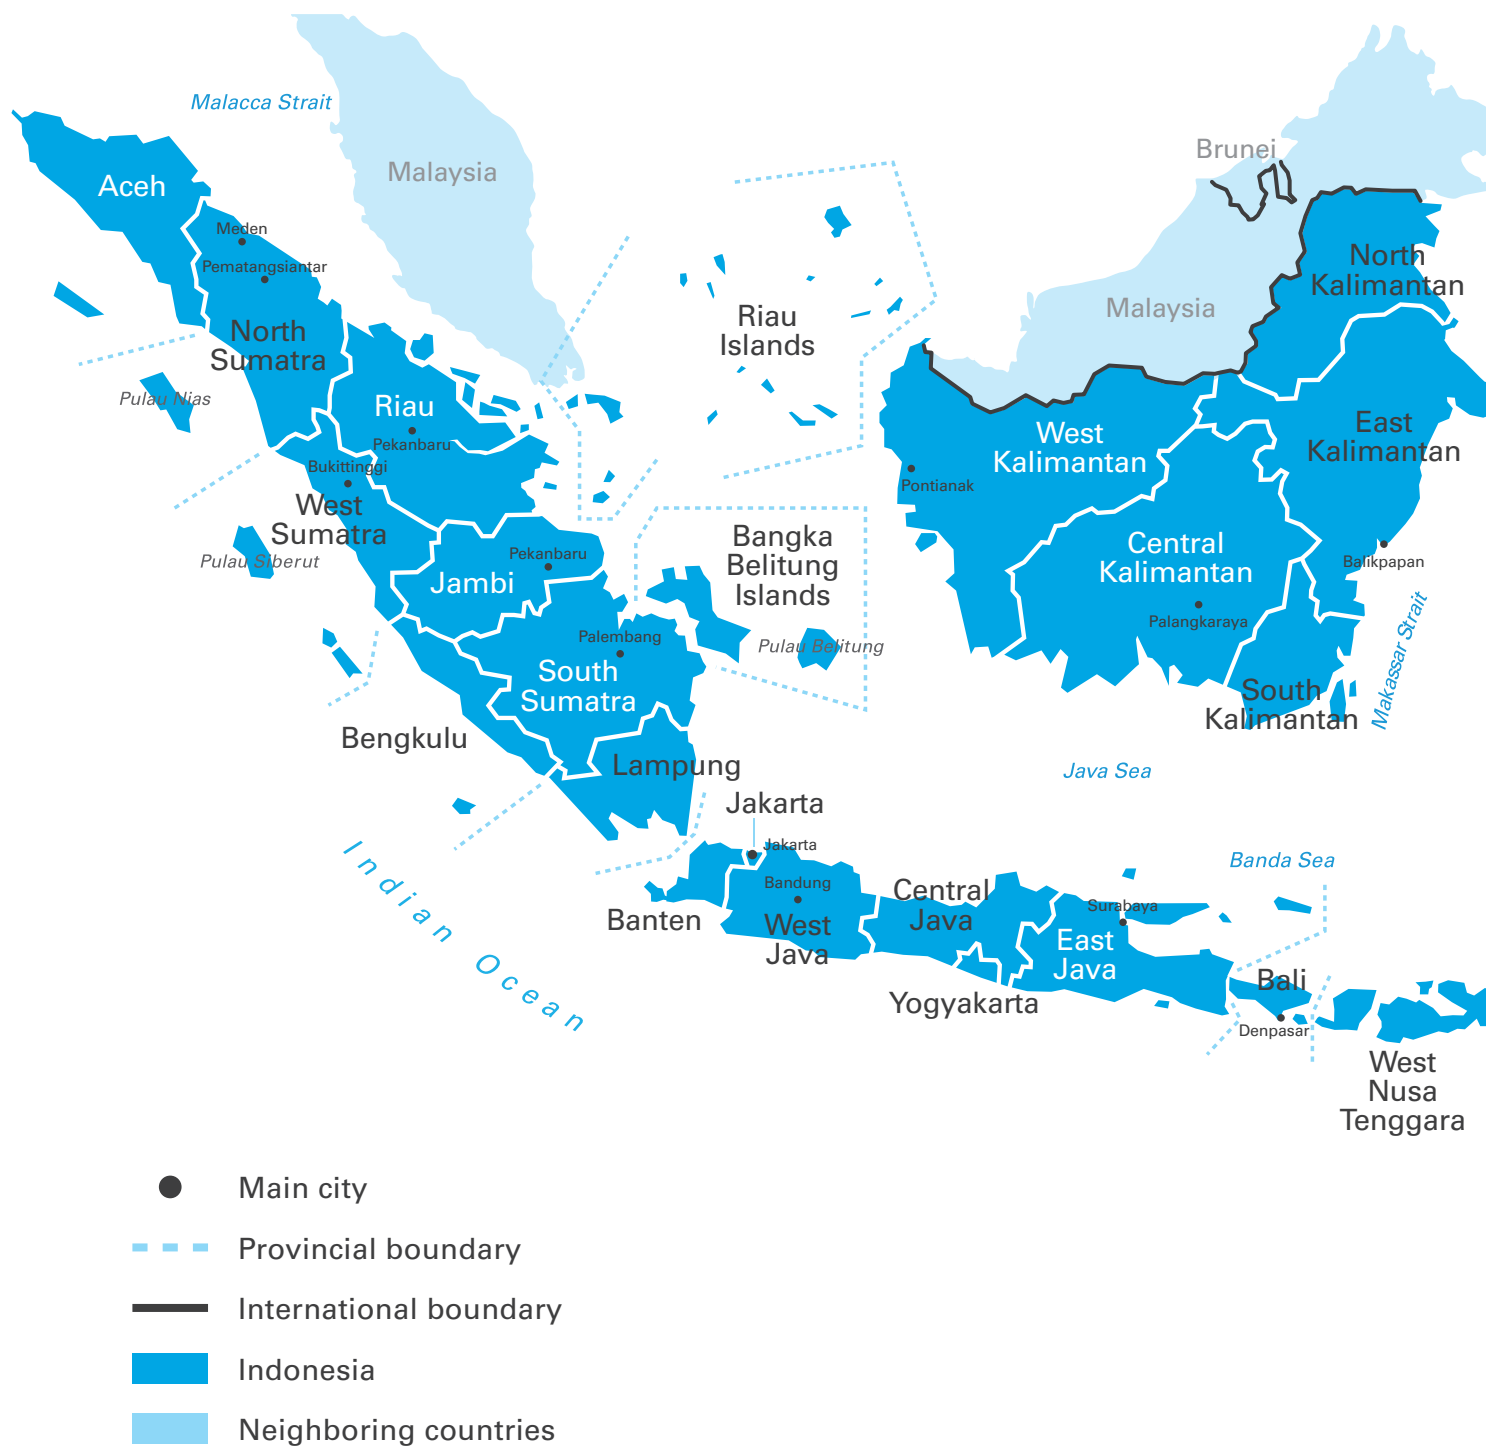 Malacca Strait
Malaysia
Brunei
Aceh
Meden
Pematangsiantar
North
Sumatra
Riau
Islands
Malaysia
North
Kalimantan
Pulau Nias
Riau
Pekanbaru
West
Kalimantan
East
Kalimantan
Bukittinggi
West
Sumatra
Pontianak
Pulau Siberut
Pekanbaru
Jambi
Bangka
Belitung
Islands
Central
Kalimantan
Balikpapan
Palangkaraya
Makassar Strait
Palembang
Pulau Belitung
South
Sumatra
South
Kalimantan
Bengkulu
Lampung
Java Sea
Jakarta
Jakarta
Indian Ocean
Banda Sea
Bandung
Central
Java
Surabaya
Banten
West
Java
East
Java
Yogyakarta
Bali
Denpasar
West
Nusa
Tenggara
Main city
Provincial boundary
International boundary
Indonesia
Neighboring countries